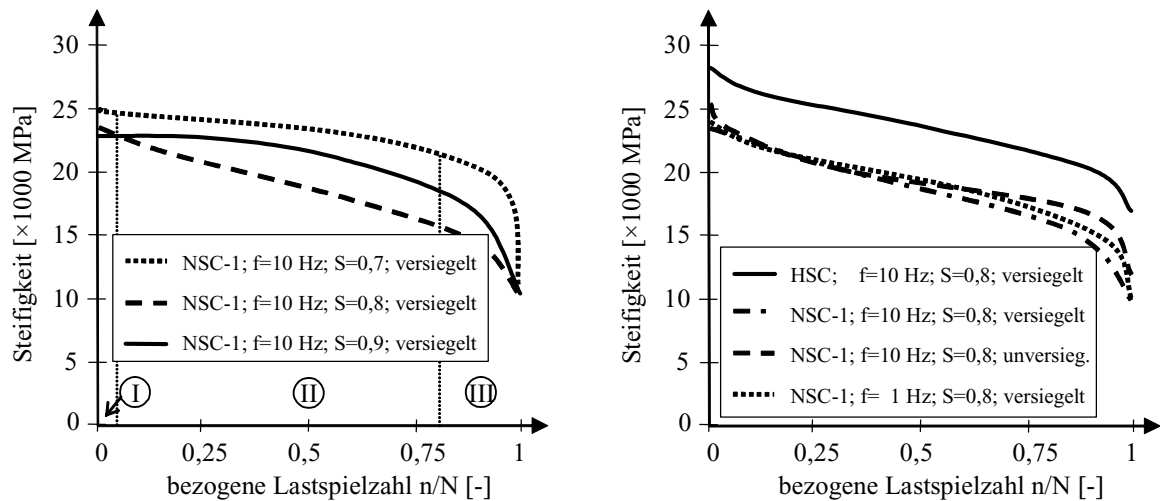 Steifigkeit [×1000 MPa]
30
25
20
15
10
5
0
NSC-1; f=10 Hz; S=0,7; versiegelt
NSC-1; f=10 Hz; S=0,8; versiegelt
NSC-1; f=10 Hz; S=0,9; versiegelt
I
II
III
0
0,25
0,5
0,75
1
bezogene Lastspielzahl n/N [-]
Steifigkeit [×1000 MPa]
30
25
20
15
10
5
0
HSC; f=10 Hz; S=0,8; versiegelt
NSC-1; f=10 Hz; S=0,8; versiegelt
NSC-1; f=10 Hz; S=0,8; unversieg.
NSC-1; f= 1 Hz; S=0,8; versiegelt
0
0,25
0,5
0,75
1
bezogene Lastspielzahl n/N [-]